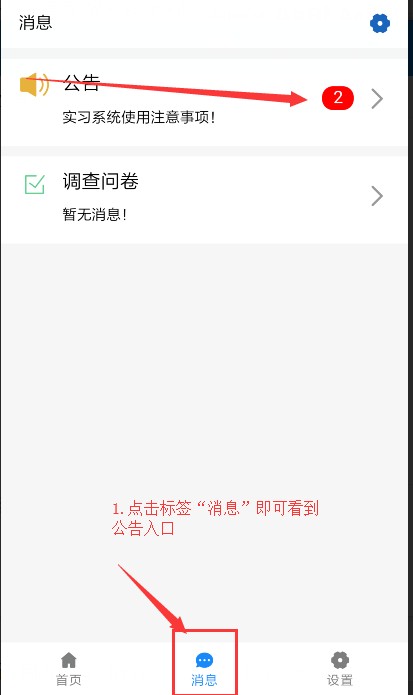 消息
公告
2
实习系统使用注意事项！
调查问卷
暂无消息！
1.点击标签“消息”即可看到
公告入口
首页
消息
设置